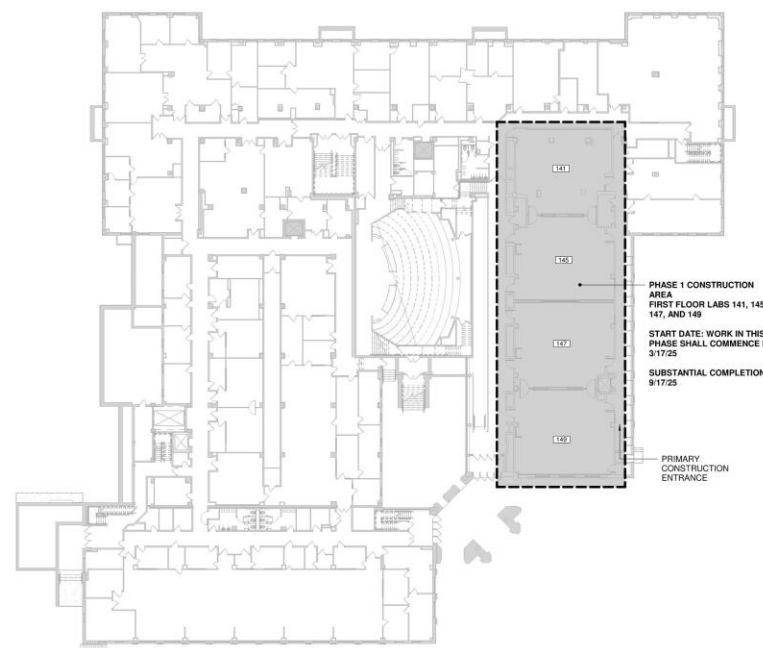 141
145
PHASE 1 CONSTRUCTION
AREA
FIRST FLOOR LABS 141, 145
147, AND 149
START DATE: WORK IN THIS
PHASE SHALL COMMENCE
3/17/25
SUBSTANTIAL COMPLETION
9/17/25
147
149
PRIMARY
CONSTRUCTION
ENTRANCE